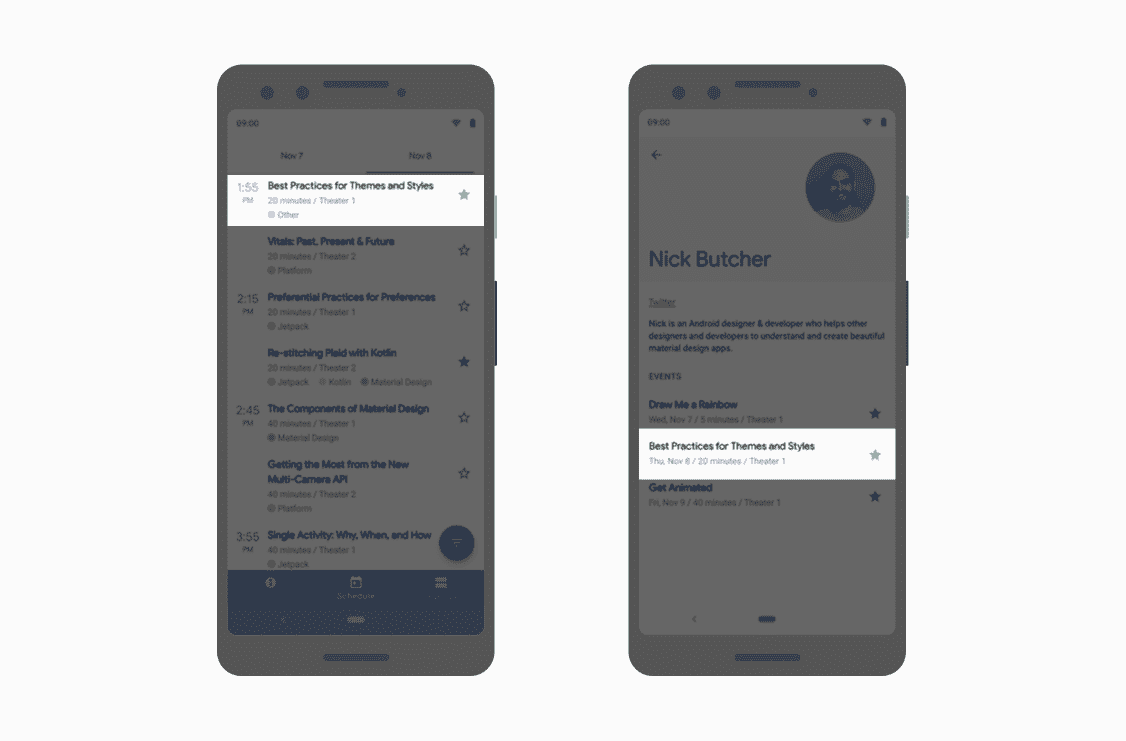 09:00
Nov 7
Nov 8
1:55
PM
Best Practices for Themes and Styles
20 minutes / Theater 1
Other
Vitals: Past, Present & Future
20 minutes / Theater 2
Platform
2:15
PM
Preferential Practices for Preferences
20 minutes / Theater 1
Jetpack
Re-stitching Plaid with Kotlin
20 minutes / Theater 2
Jetpack Kotlin Material Design
2:45
PM
The Components of Material Design
40 minutes / Theater 1
Material Design
Getting the Most from the New
Multi-Camera API
40 minutes / Theater 2
Platform
3:55
PM
Single Activity: Why, When, and How
40 minutes / Theater 1
Jetpack
Schedule
09:00
Nick Butcher
Twitter
Nick is an Android designer & developer who helps other
designers and developers to understand and create beautiful
material design apps.
EVENTS
Draw Me a Rainbow
Wed, Nov 7 / 5 minutes / Theater 1
Best Practices for Themes and Styles
Thu, Nov 8 / 20 minutes / Theater 1
Get Animated
Fri, Nov 9 / 40 minutes / Theater 1